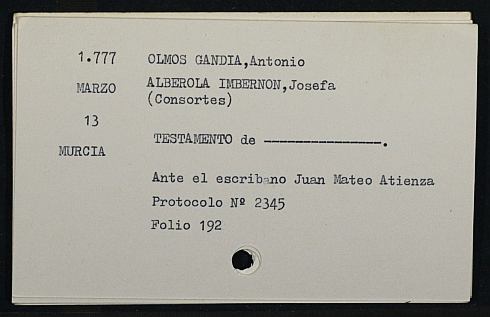 1.777 OLMOS GANDIA,Antonio
MARZO ALBEROLA IMBERNON,Josefa
(Consortes)
13
TESTAMENTO de ---------------.
MURCIA
Ante el escribano Juan Mateo Atienza
Protocolo Nº 2345
Folio 192